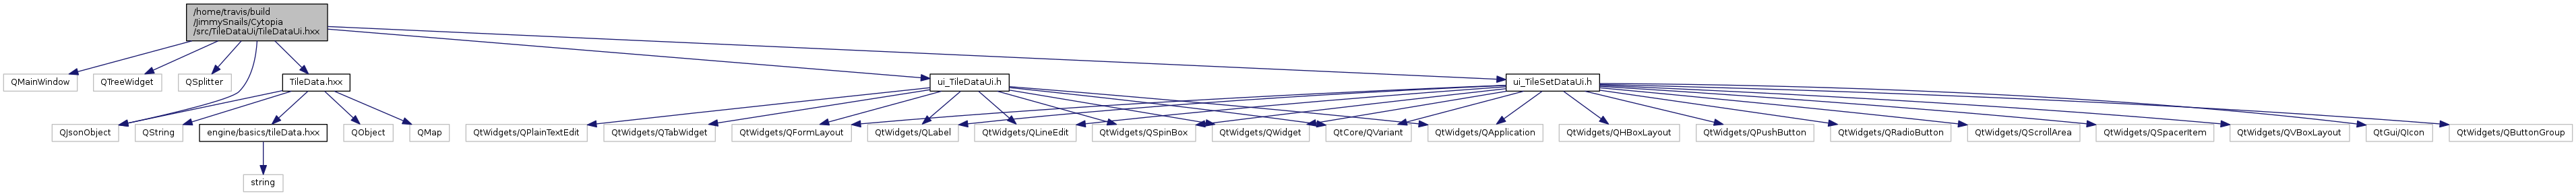 /home/travis/build
/JimmySnails/Cytopia
/src/TileDataUi/TileDataUi.hxx
QMainWindow
QTreeWidget
QSplitter
TileData.hxx
ui_TileDataUi.h
ui_TileSetDataUi.h
QJsonObject
QString
engine/basics/tileData.hxx
QObject
QMap
QtWidgets/QPlainTextEdit
QtWidgets/QTabWidget
QtWidgets/QFormLayout
QtWidgets/QLabel
QtWidgets/QLineEdit
QtWidgets/QSpinBox
QtWidgets/QWidget
QtCore/QVariant
QtWidgets/QApplication
QtWidgets/QHBoxLayout
QtWidgets/QPushButton
QtWidgets/QRadioButton
QtWidgets/QScrollArea
QtWidgets/QSpacerItem
QtWidgets/QVBoxLayout
QtGui/QIcon
QtWidgets/QButtonGroup
string